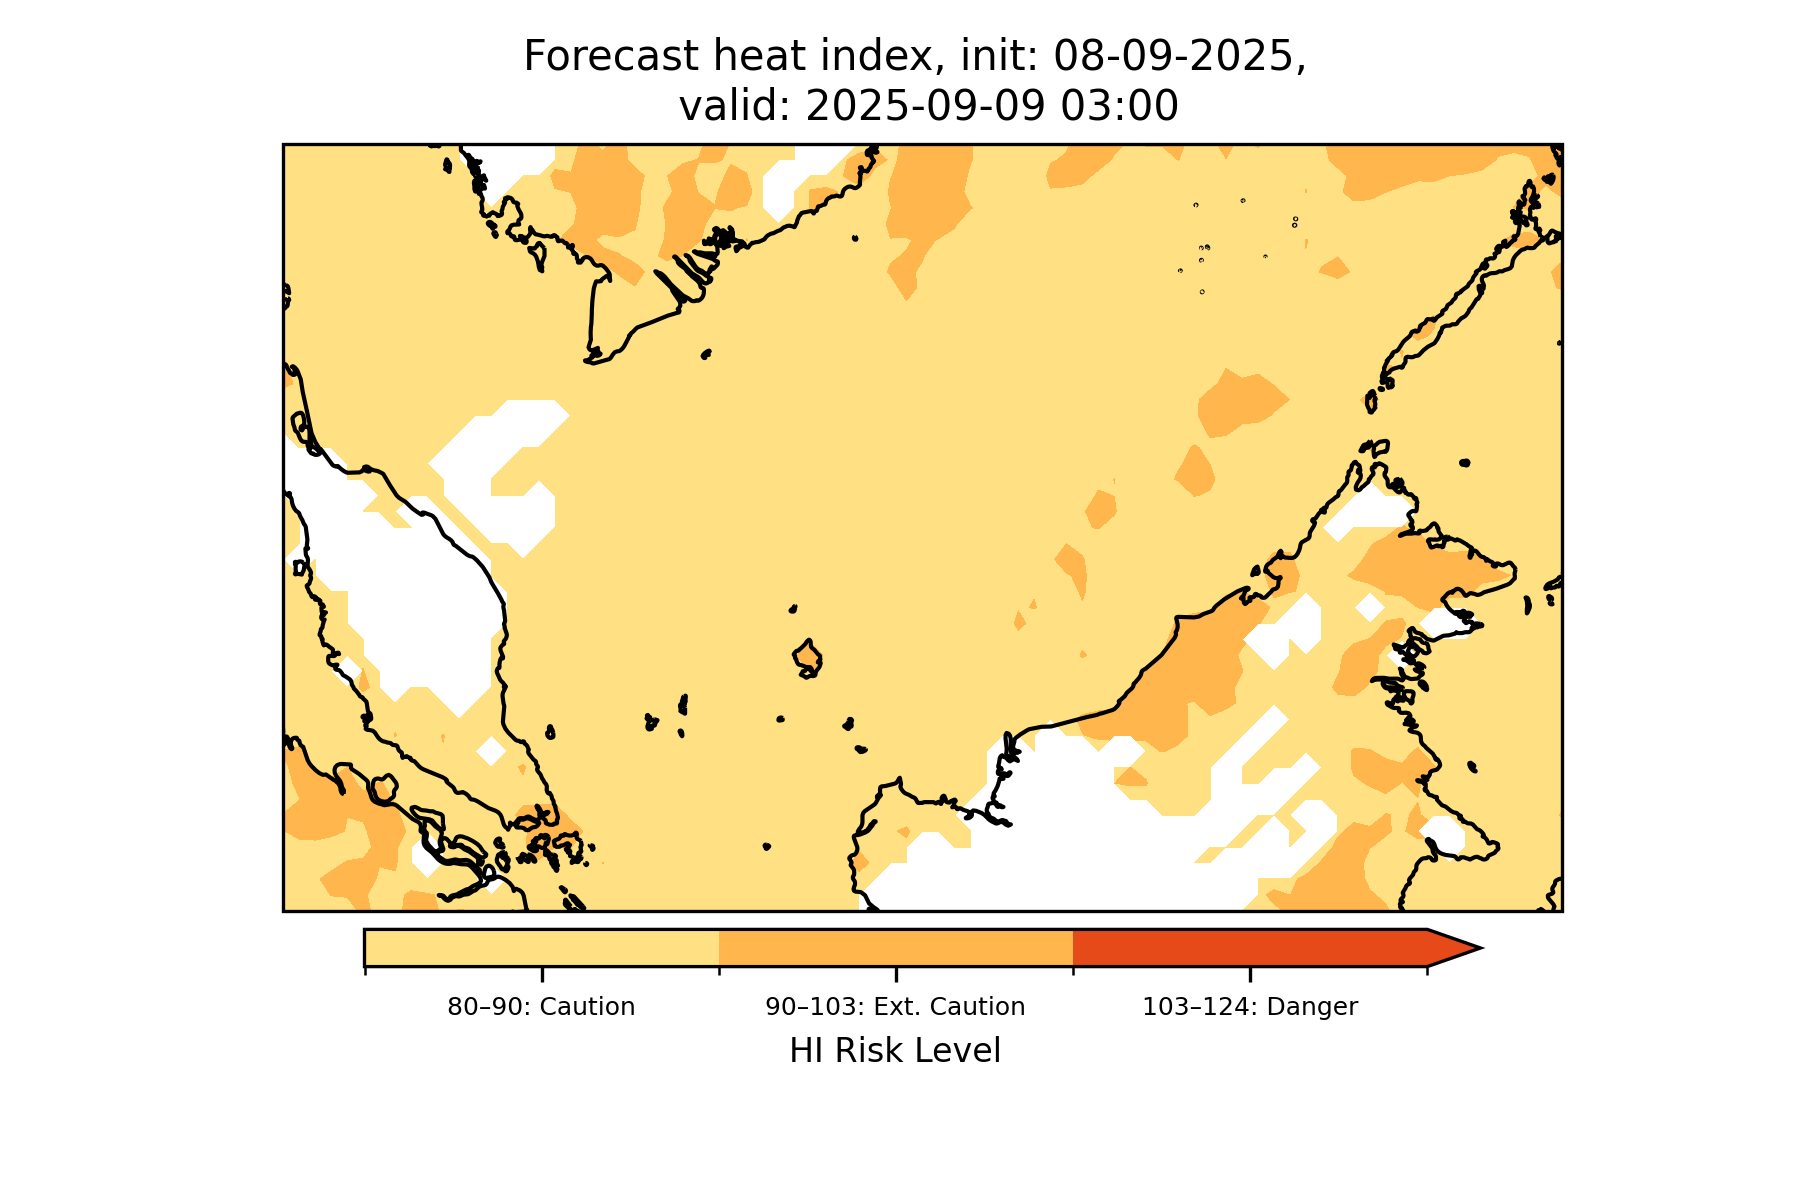 Forecast heat index, init: 08-09-2025,
valid: 2025-09-09 03:00
80–90: Caution
90–103: Ext. Caution
103–124: Danger
HI Risk Level